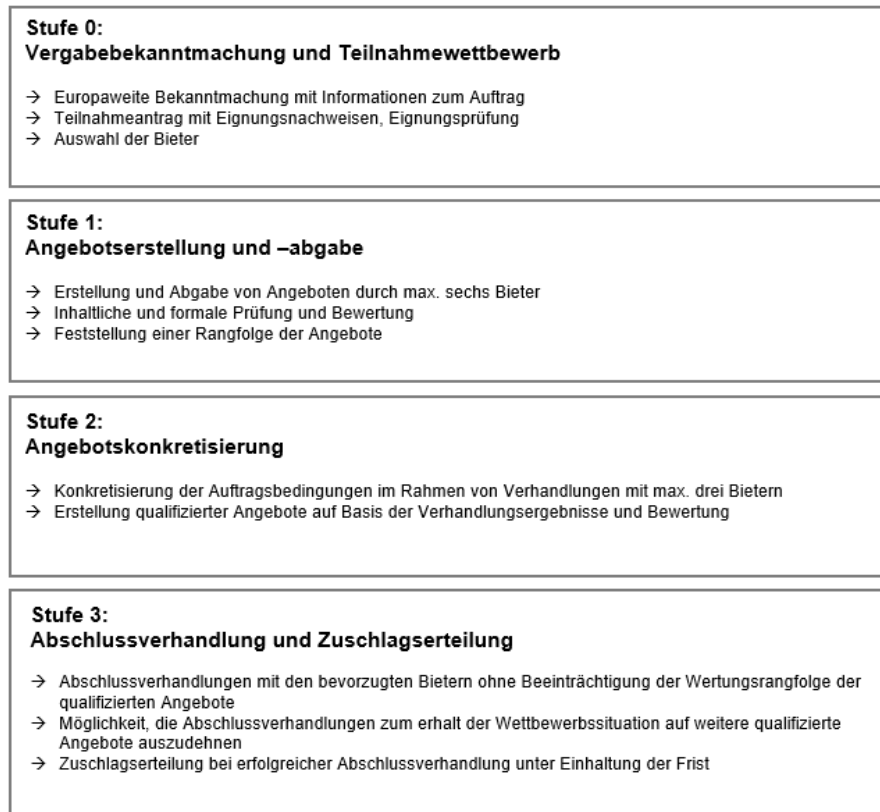 Stufe 0:
Vergabebekanntmachung und Teilnahmewettbewerb
→ Europaweite Bekanntmachung mit Informationen zum Auftrag
→ Teilnahmeantrag mit Eignungsnachweisen, Eignungsprüfung
→ Auswahl der Bieter
Stufe 1:
Angebotserstellung und –abgabe
→ Erstellung und Abgabe von Angeboten durch max. sechs Bieter
→ Inhaltliche und formale Prüfung und Bewertung
→ Feststellung einer Rangfolge der Angebote
Stufe 2:
Angebotskonkretisierung
→ Konkretisierung der Auftragsbedingungen im Rahmen von Verhandlungen mit max. drei Bietern
→ Erstellung qualifizierter Angebote auf Basis der Verhandlungsergebnisse und Bewertung
Stufe 3:
Abschlussverhandlung und Zuschlagserteilung
→ Abschlussverhandlungen mit den bevorzugten Bietern ohne Beeinträchtigung der Wertungsrangfolge der
qualifizierten Angebote
→ Möglichkeit, die Abschlussverhandlungen zum erhalt der Wettbewerbssituation auf weitere qualifizierte
Angebote auszudehnen
→ Zuschlagserteilung bei erfolgreicher Abschlussverhandlung unter Einhaltung der Frist